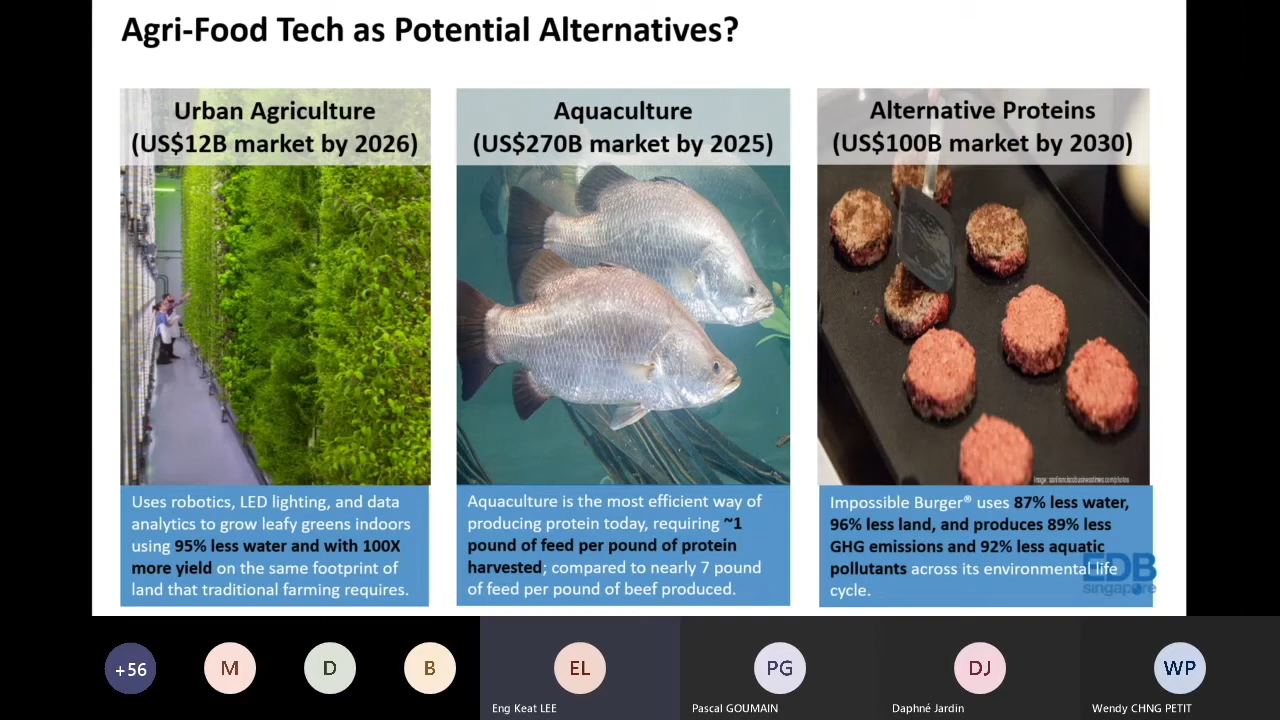 Agri-Food Tech as Potential Alternatives?
Urban Agriculture
(US$12B market by 2026)
Aquaculture
(US$270B market by 2025)
Alternative Proteins
(US$100B market by 2030)
Uses robotics, LED lighting, and data
analytics to grow leafy greens indoors
using 95% less water and with 100X
more yield on the same footprint of
land that traditional farming requires.
Aquaculture is the most efficient way of
producing protein today, requiring ~1
pound of feed per pound of protein
harvested; compared to nearly 7 pound
of feed per pound of beef produced.
Image: sanfranciscobusinesstimes.com/photos
Impossible Burger® uses 87% less water,
96% less land, and produces 89% less
GHG emissions and 92% less aquatic
pollutants across its environmental life
cycle.
EDB
singapore
+56
M
D
B
EL
PG
DJ
WP
Eng Keat LEE
Pascal GOUMAIN
Daphné Jardin
Wendy CHNG PETIT